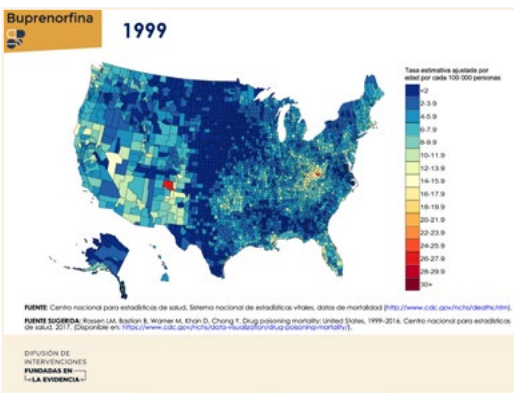 Buprenorfina
1999
Tasa estimativa ajustada por
edad por cada 100 000 personas
<2
2-3.9
4-5.9
6-7.9
8-9.9
10-11.9
12-13.9
14-15.9
16-17.9
18-19.9
20-21.9
22-23.9
24-25.9
26-27.9
28-29.9
30+
FUENTE: Centro nacional para estadísticas de salud. Sistema nacional de estadísticas vitales, datos de mortalidad (http://www.cdc.gov/nchs/deaths.htm).
FUENTE SUGERIDA: Rossen LM, Bastian B, Warner M, Khan D, Chong Y. Drug poisoning mortality: United States, 1999–2016. Centro nacional para estadísticas
de salud. 2017. (Disponible en: https://www.cdc.gov/nchs/data-visualization/drug-poisoning-mortality/).
DIFUSIÓN DE
INTERVENCIONES
FUNDADAS EN
LA EVIDENCIA